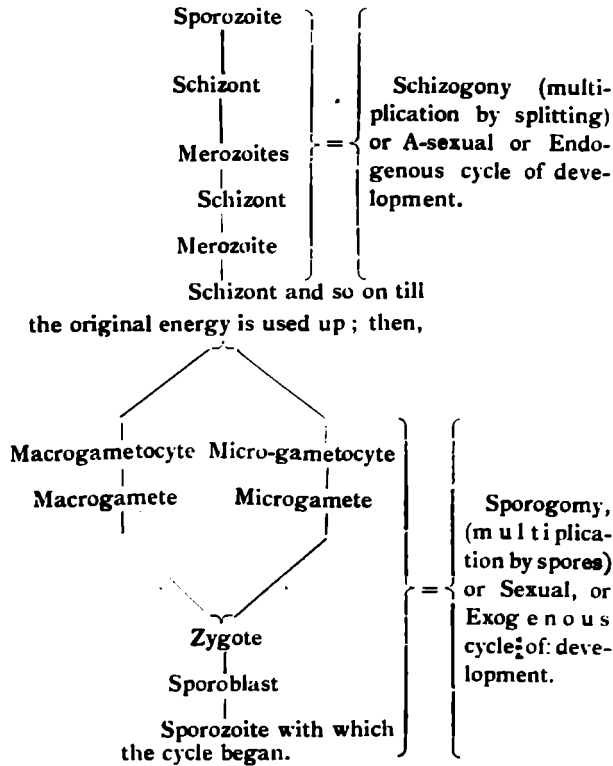 Sporozoite
Schizont
Merozoites
Schizont
Merozoite
Schizont and so on till
the original energy is used up ; then,
=
Schizogony (multi-
plication by splitting)
or A-sexual or Endo-
genous cycle of deve-
lopment.
Macrogametocyte Micro-gametocyte
Macrogamete Microgamete
Zygote
Sporoblast
Sporozoite with which
the cycle began.
=
Sporogomy,
(multiplica-
tion by spores)
or Sexual, or
Exogenous
cycle of: deve-
lopment.